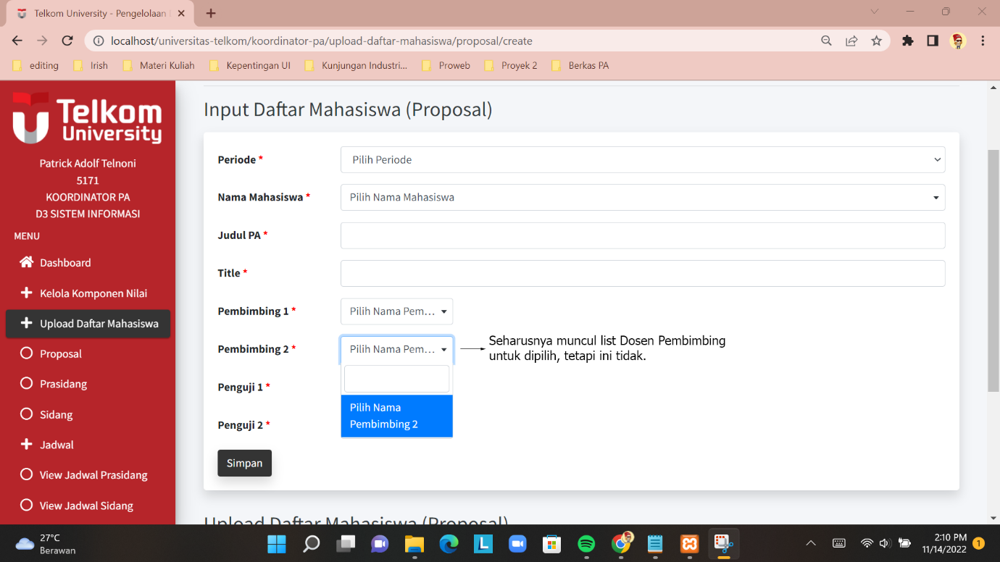 Telkom University - Pengelolaan
localhost/universitas-telkom/koordinator-pa/upload-daftar-mahasiswa/proposal/create
editing
Irish
Materi Kuliah
Kepentingan UI
Kunjungan Industri...
Proweb
Proyek 2
Berkas PA
Telkom
University
Patrick Adolf Telnoni
5171
KOORDINATOR PA
D3 SISTEM INFORMASI
MENU
Dashboard
Kelola Komponen Nilai
Upload Daftar Mahasiswa
Proposal
Prasidang
Sidang
Jadwal
View Jadwal Prasidang
View Jadwal Sidang
Input Daftar Mahasiswa (Proposal)
Periode *
Pilih Periode
Nama Mahasiswa *
Pilih Nama Mahasiswa
Judul PA *
Title *
Pembimbing 1 *
Pilih Nama Pem...
Pembimbing 2 *
Pilih Nama Pem...
Seharusnya muncul list Dosen Pembimbing
untuk dipilih, tetapi ini tidak.
Pilih Nama
Pembimbing 2
Penguji 1 *
Penguji 2 *
Simpan
Upload Daftar Mahasiswa (Proposal)
27°C
Berawan
2:10 PM
11/14/2022
1